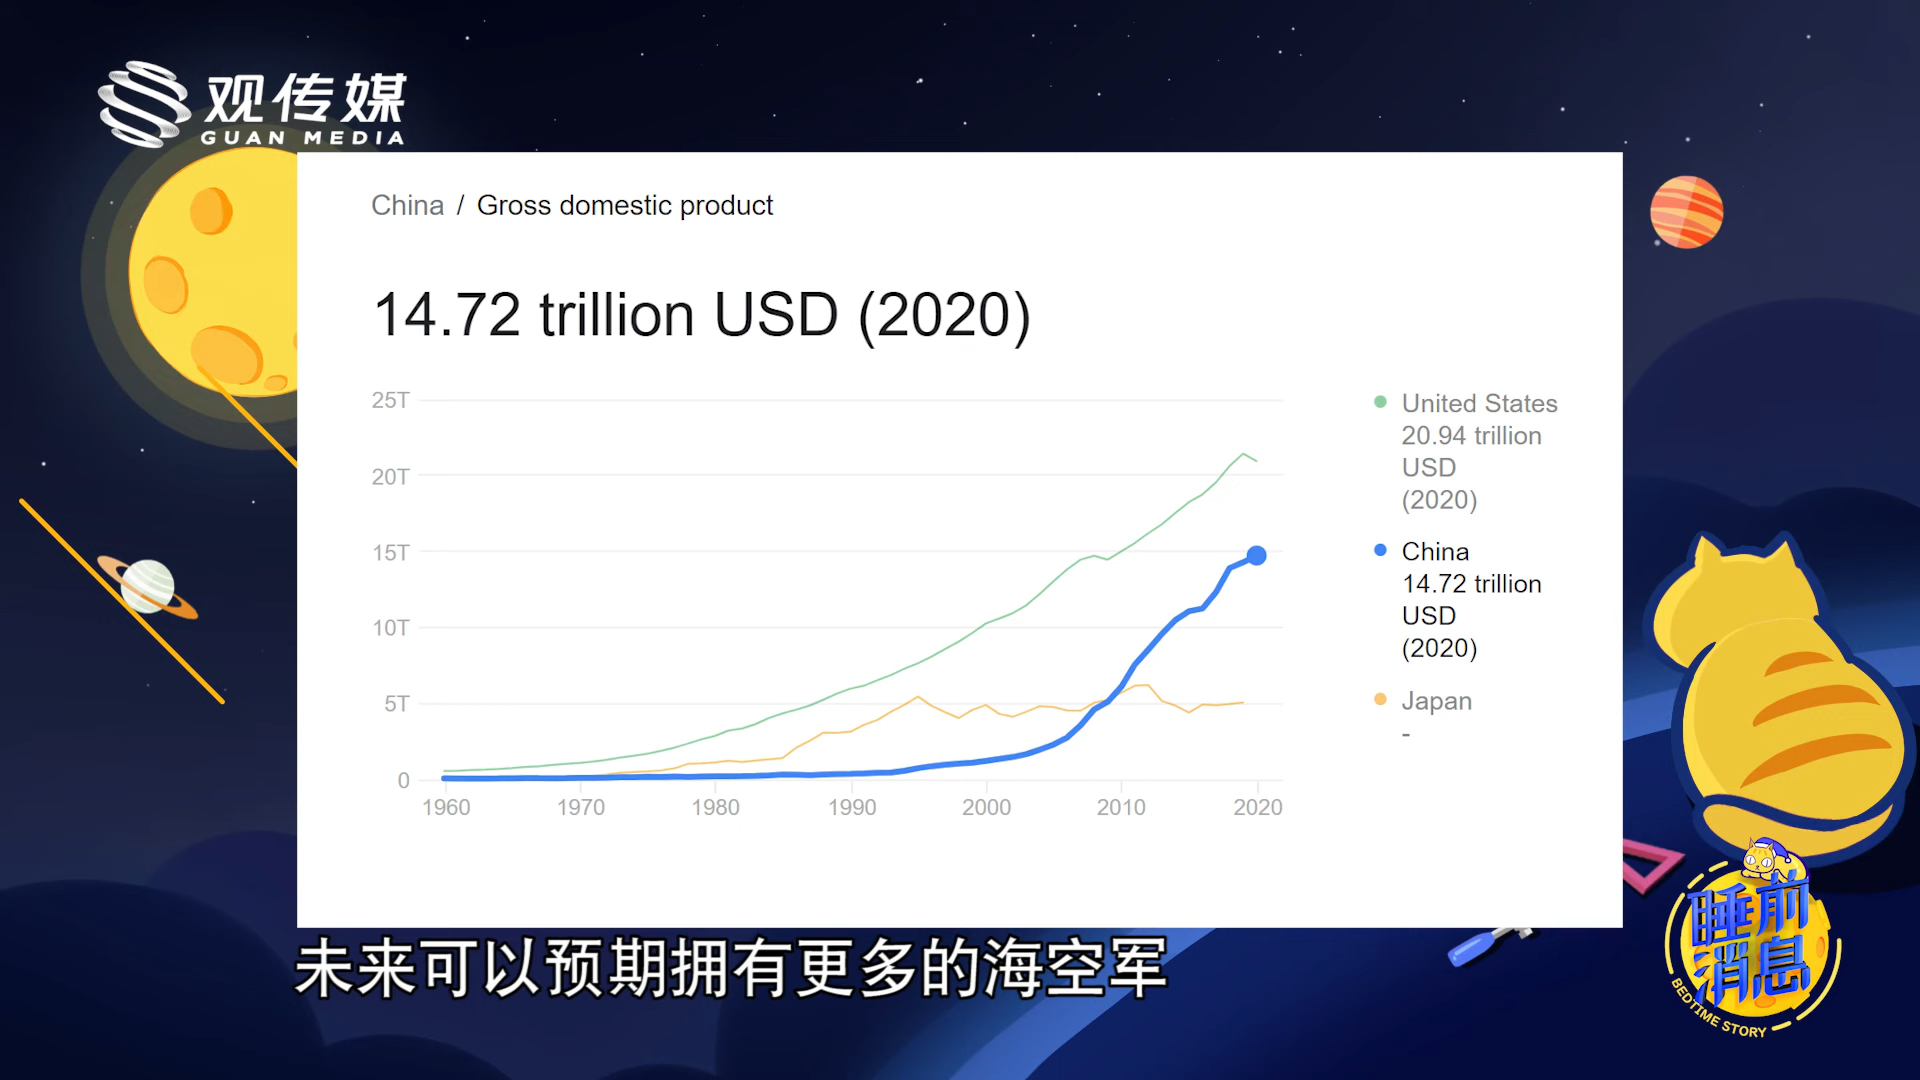 观传媒
GUAN MEDIA
China / Gross domestic product
14.72 trillion USD (2020)
25T
20T
15T
10T
5T
0
1960 1970 1980 1990 2000 2010 2020
United States
20.94 trillion
USD
(2020)
China
14.72 trillion
USD
(2020)
Japan
-
未来可以预期拥有更多的海空军
睡前
消息
BEDTIME STORY